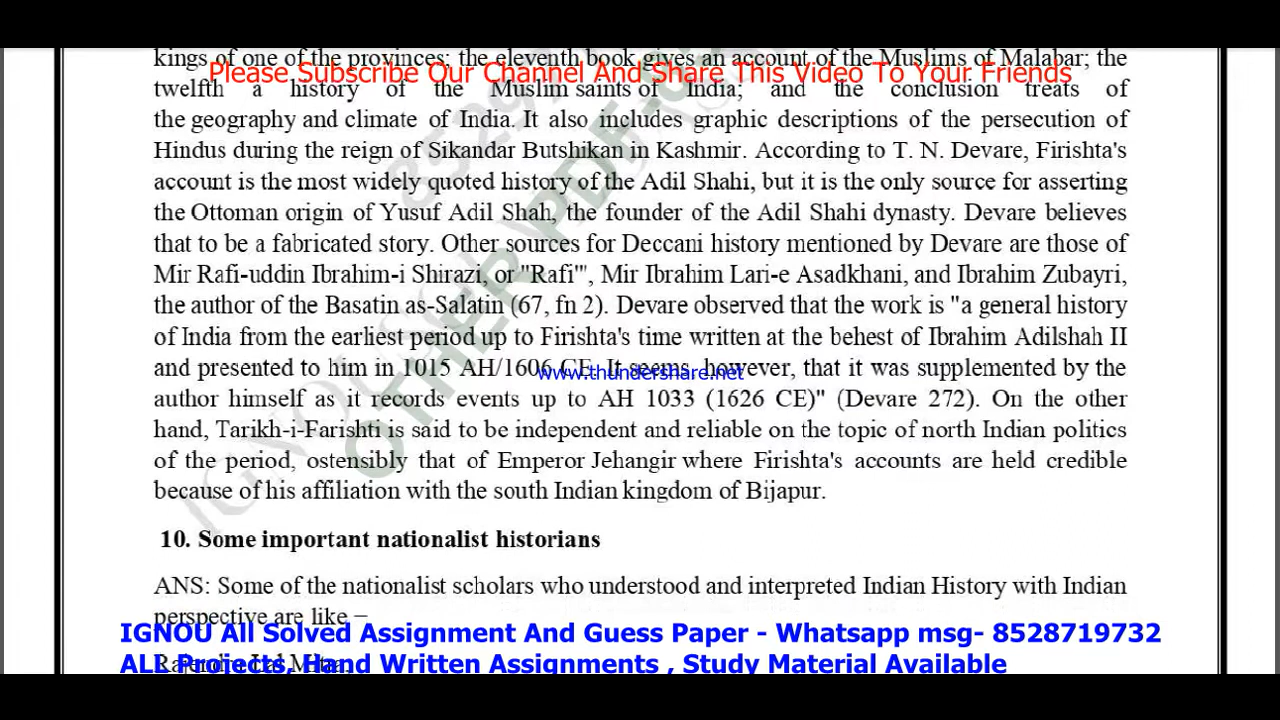 kings of one of the provinces; the eleventh book gives an account of the Muslims of Malabar; the
Please Subscribe Our Channel And Share This Video To Your Friends
twelfth a history of the Muslim saints of India; and the conclusion treats of
the geography and climate of India. It also includes graphic descriptions of the persecution of
Hindus during the reign of Sikandar Butshikan in Kashmir. According to T. N. Devare, Firishta's
account is the most widely quoted history of the Adil Shahi, but it is the only source for asserting
the Ottoman origin of Yusuf Adil Shah, the founder of the Adil Shahi dynasty. Devare believes
that to be a fabricated story. Other sources for Deccani history mentioned by Devare are those of
Mir Rafi-uddin Ibrahim-i Shirazi, or "Rafi'", Mir Ibrahim Lari-e Asadkhani, and Ibrahim Zubayri,
the author of the Basatin as-Salatin (67, fn 2). Devare observed that the work is "a general history
of India from the earliest period up to Firishta's time written at the behest of Ibrahim Adilshah II
and presented to him in 1015 AH/1606 CE. It seems, however, that it was supplemented by the
www.thundershare.net
author himself as it records events up to AH 1033 (1626 CE)" (Devare 272). On the other
hand, Tarikh-i-Farishti is said to be independent and reliable on the topic of north Indian politics
of the period, ostensibly that of Emperor Jehangir where Firishta's accounts are held credible
because of his affiliation with the south Indian kingdom of Bijapur.
10. Some important nationalist historians
ANS: Some of the nationalist scholars who understood and interpreted Indian History with Indian
perspective are like –
IGNOU All Solved Assignment And Guess Paper - Whatsapp msg- 8528719732
Rajendra Lal Mitra:
ALL Projects, Hand Written Assignments , Study Material Available